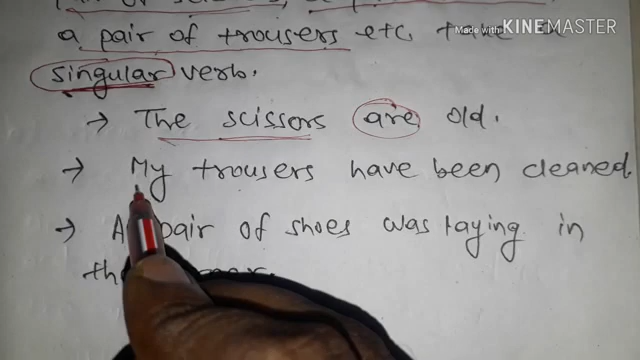 Made with KINEMASTER
a pair of trousers etc. take a
singular verb.
→ The scissors are old.
→ My trousers have been cleaned.
→ A pair of shoes was laying in